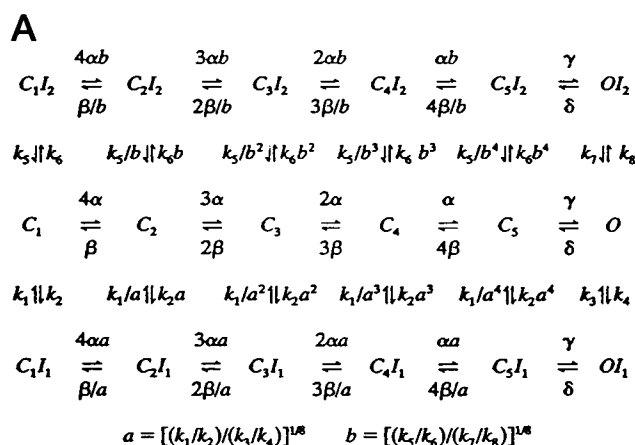 A
4αb 3αb 2αb αb γ
C₁I₂ ⇌ C₂I₂ ⇌ C₃I₂ ⇌ C₄I₂ ⇌ C₅I₂ ⇌ OI₂
β/b 2β/b 3β/b 4β/b δ
k₅⥯k₆ k₅/b⥯k₆b k₅/b²⥯k₆b² k₅/b³⥯k₆ b³ k₅/b⁴⥯k₆b⁴ k₇⥯ k₈
4α 3α 2α α γ
C₁ ⇌ C₂ ⇌ C₃ ⇌ C₄ ⇌ C₅ ⇌ O
β 2β 3β 4β δ
k₁⥮k₂ k₁/a⥮k₂a k₁/a²⥮k₂a² k₁/a³⥮k₂a³ k₁/a⁴⥮k₂a⁴ k₃⥮k₄
4αa 3αa 2αa αa γ
C₁I₁ ⇌ C₂I₁ ⇌ C₃I₁ ⇌ C₄I₁ ⇌ C₅I₁ ⇌ OI₁
β/a 2β/a 3β/a 4β/a δ
a = [(k₁/k₂)/(k₃/k₄)]^{1/8} b = [(k₅/k₆)/(k₇/k₈)]^{1/8}